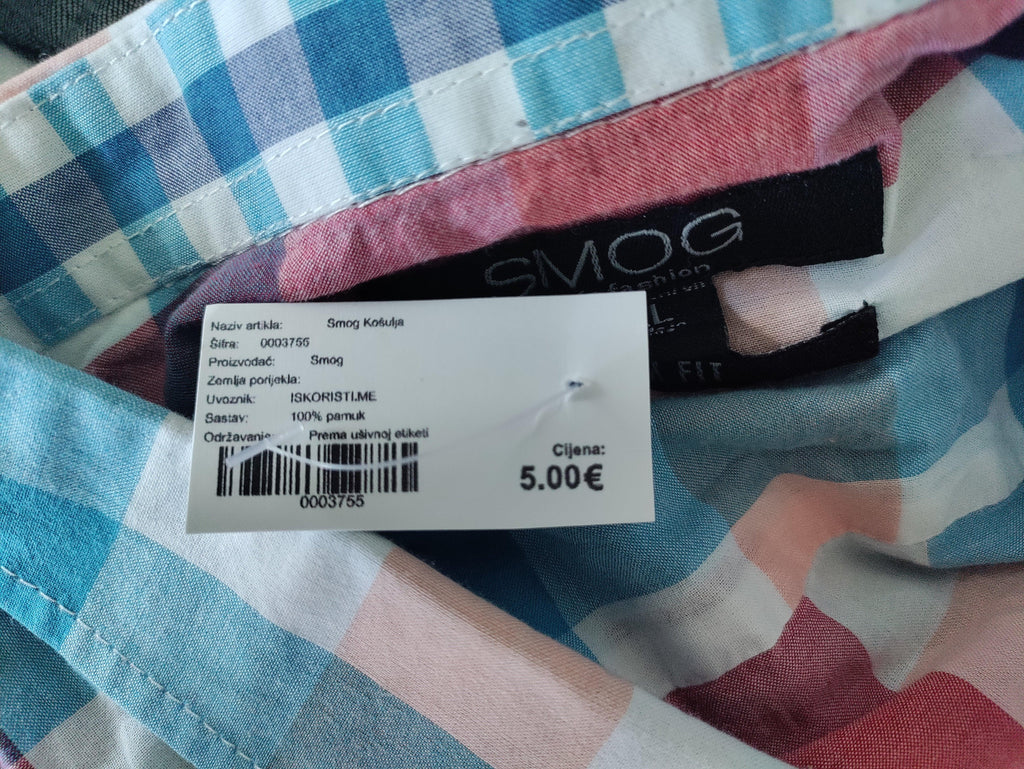 SMOG
fashion
L
FIT
Naziv artikla: Smog Košulja
Šifra: 0003755
Proizvođač: Smog
Zemlja porijekla:
Uvoznik: ISKORISTI.ME
Sastav: 100% pamuk
Održavanje Prema ušivnoj etiketi
0003755
Cijena:
5.00€